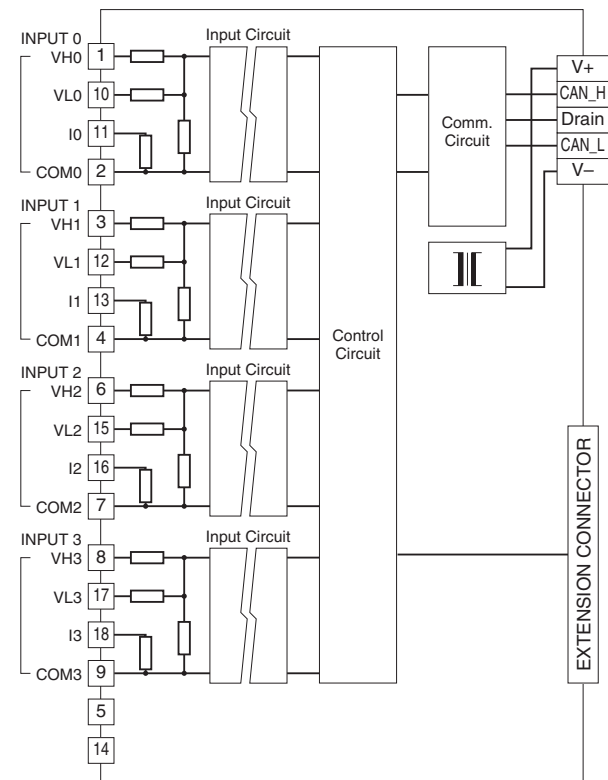 INPUT 0
Input Circuit
VH0 1
VL0 10
I0 11
COM0 2
INPUT 1
Input Circuit
VH1 3
VL1 12
I1 13
COM1 4
INPUT 2
Input Circuit
VH2 6
VL2 15
I2 16
COM2 7
INPUT 3
Input Circuit
VH3 8
VL3 17
I3 18
COM3 9
5
14
Control
Circuit
Comm.
Circuit
V+
CAN_H
Drain
CAN_L
V–
EXTENSION CONNECTOR